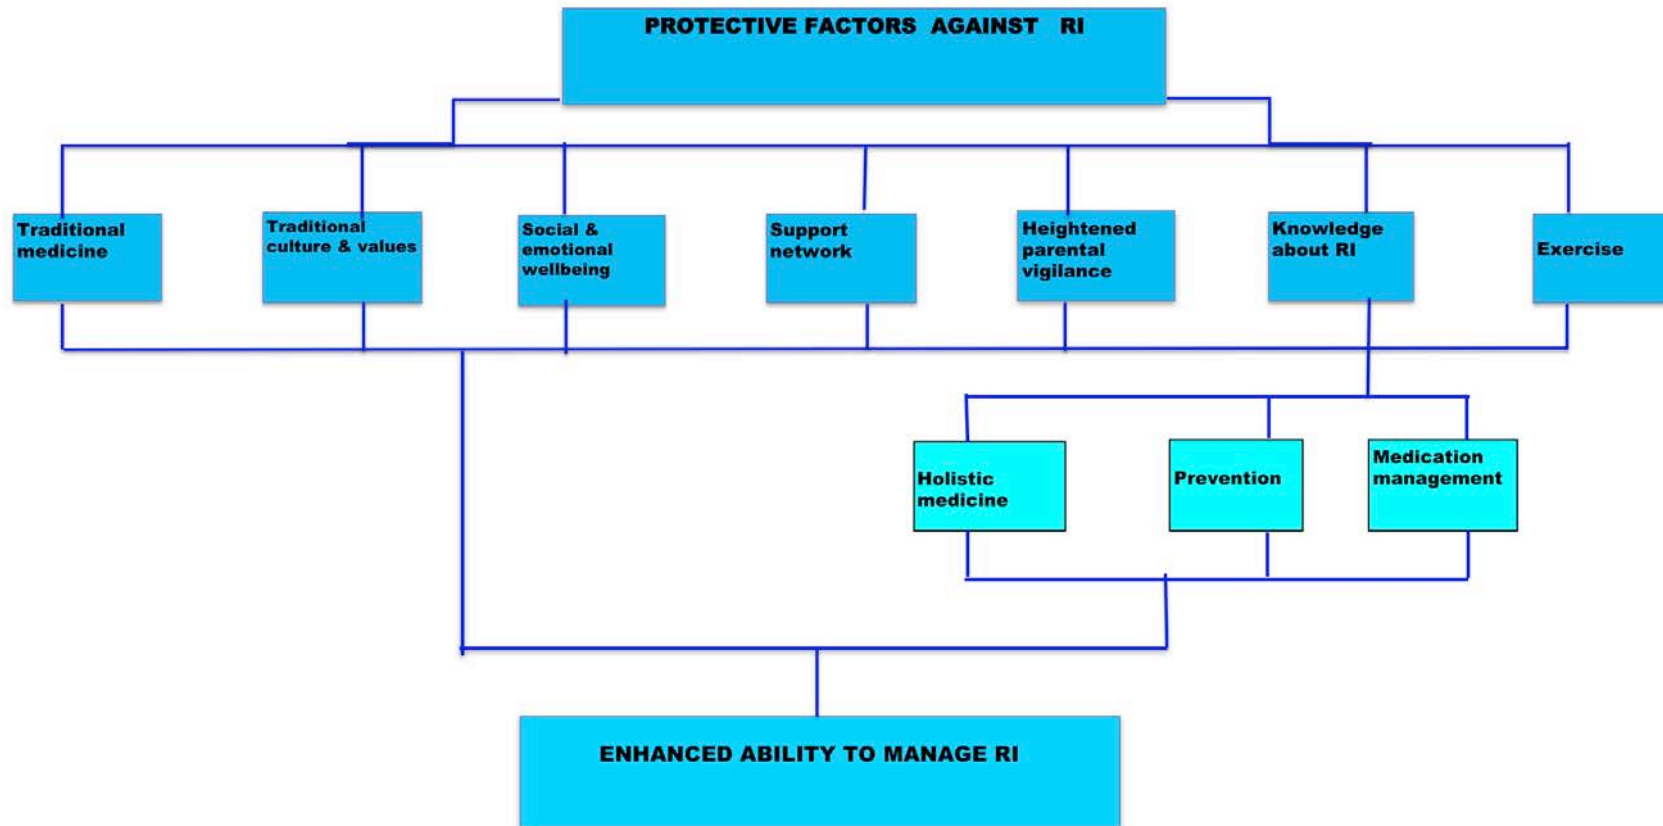 PROTECTIVE FACTORS AGAINST RI
Traditional
medicine
Traditional
culture & values
Social &
emotional
wellbeing
Support
network
Heightened
parental
vigilance
Knowledge
about RI
Exercise
Holistic
medicine
Prevention
Medication
management
ENHANCED ABILITY TO MANAGE RI